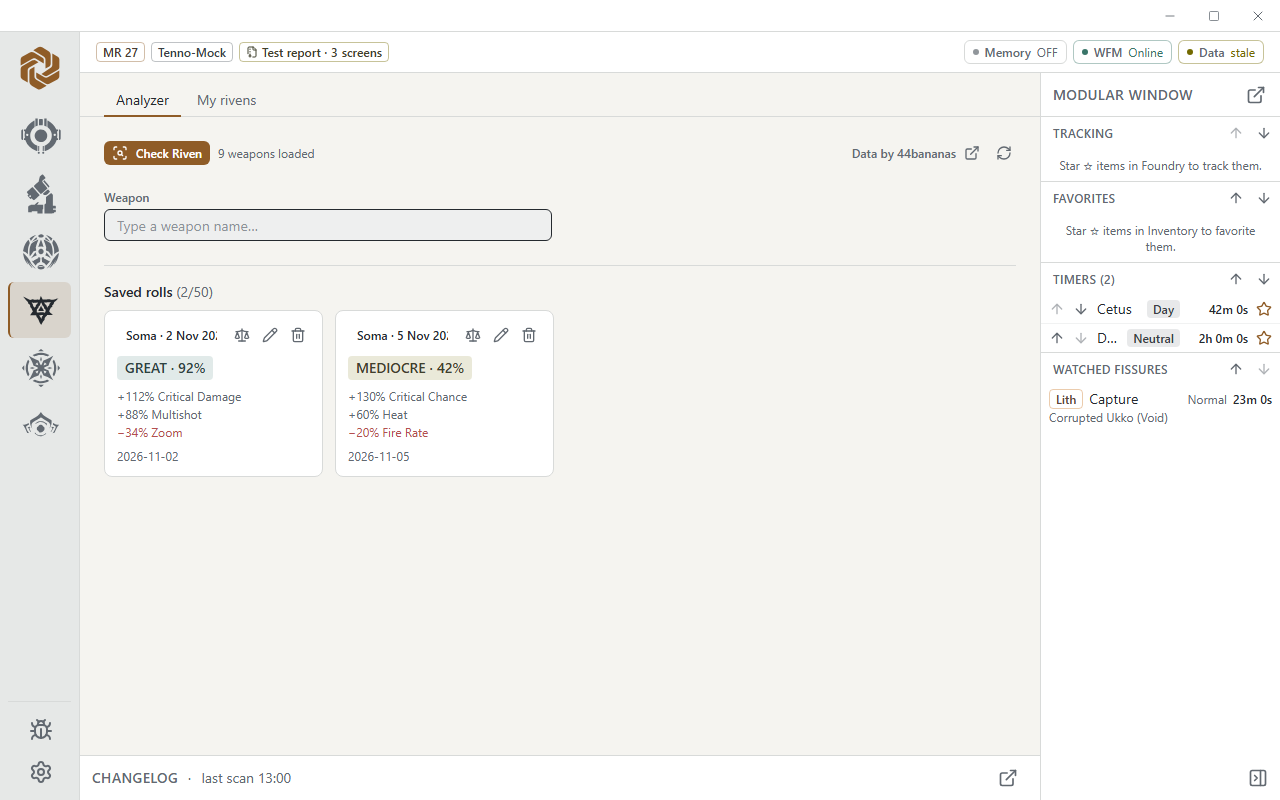 MR 27
Tenno-Mock
Test report · 3 screens
Memory OFF
WFM Online
Data stale
Analyzer
My rivens
Check Riven
9 weapons loaded
Data by 44bananas
Weapon
Type a weapon name...
Saved rolls (2/50)
Soma · 2 Nov 202
GREAT · 92%
+112% Critical Damage
+88% Multishot
−34% Zoom
2026-11-02
Soma · 5 Nov 202
MEDIOCRE · 42%
+130% Critical Chance
+60% Heat
−20% Fire Rate
2026-11-05
MODULAR WINDOW
TRACKING
Star ☆ items in Foundry to track them.
FAVORITES
Star ☆ items in Inventory to favorite
them.
TIMERS (2)
Cetus Day 42m 0s
D... Neutral 2h 0m 0s
WATCHED FISSURES
Lith Capture Normal 23m 0s
Corrupted Ukko (Void)
CHANGELOG · last scan 13:00